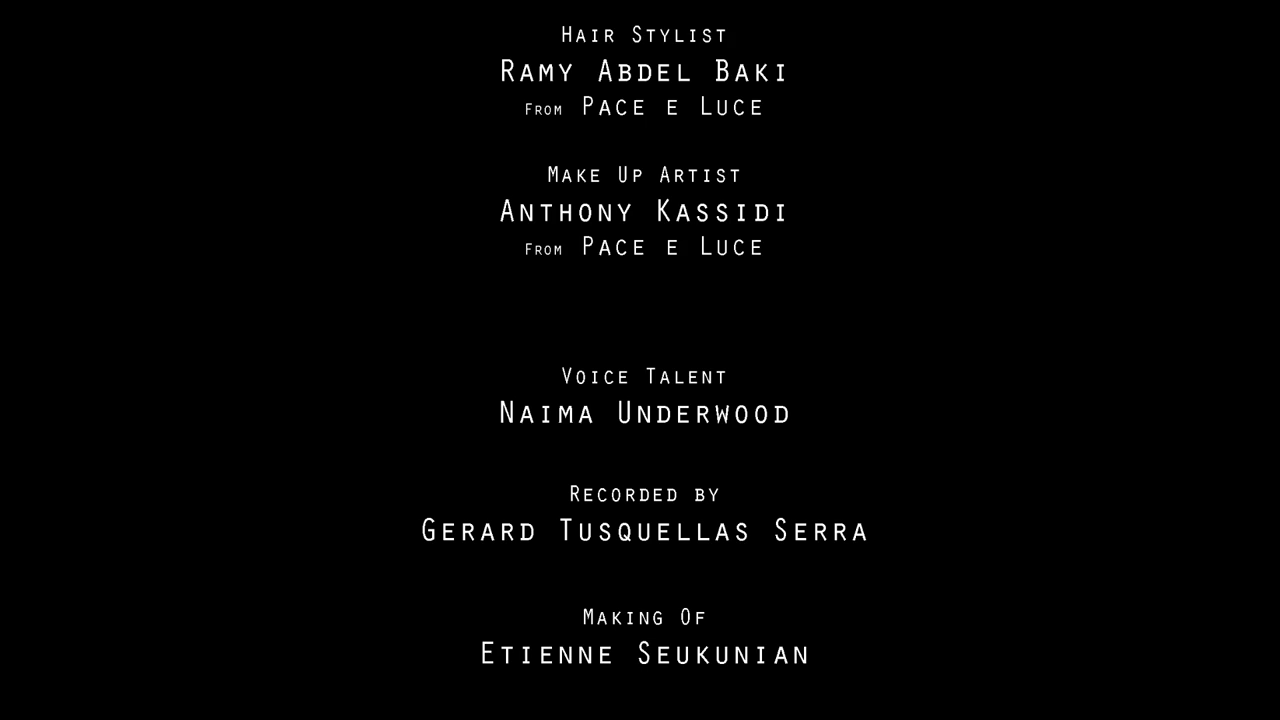 Hair Stylist
Ramy Abdel Baki
From Pace e Luce
Make Up Artist
Anthony Kassidi
From Pace e Luce
Voice Talent
Naima Underwood
Recorded by
Gerard Tusquellas Serra
Making Of
Etienne Seukunian